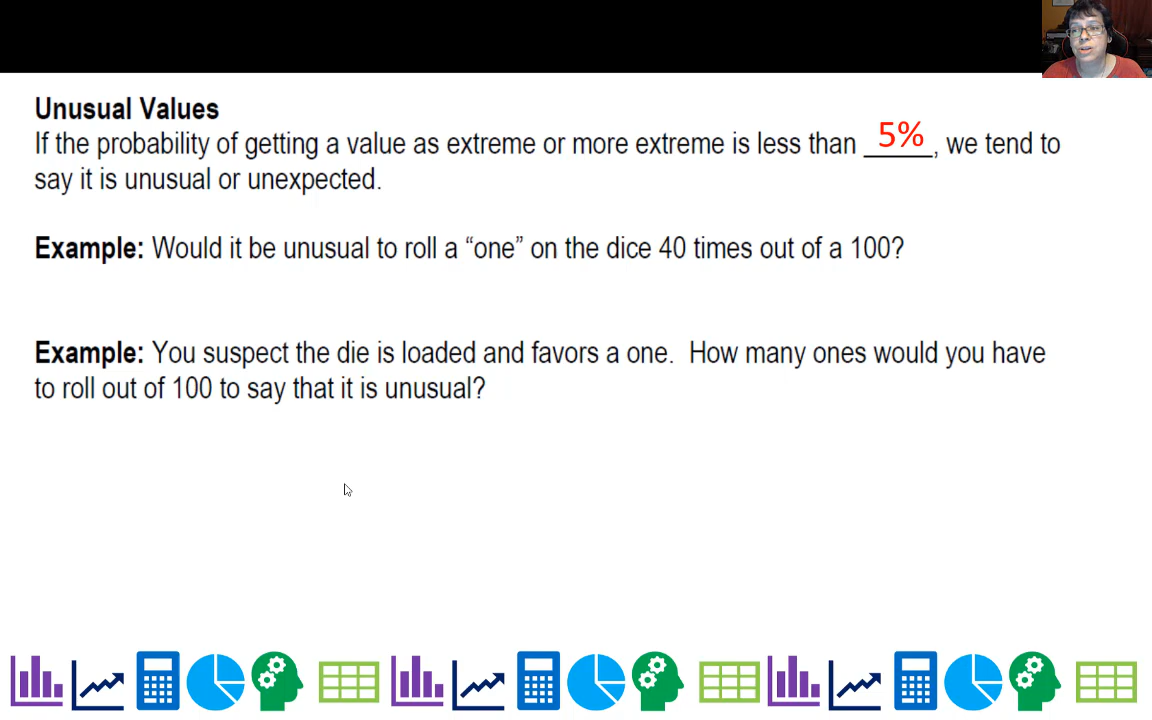 Unusual Values
If the probability of getting a value as extreme or more extreme is less than 5%, we tend to
say it is unusual or unexpected.
Example: Would it be unusual to roll a “one” on the dice 40 times out of a 100?
Example: You suspect the die is loaded and favors a one.  How many ones would you have
to roll out of 100 to say that it is unusual?